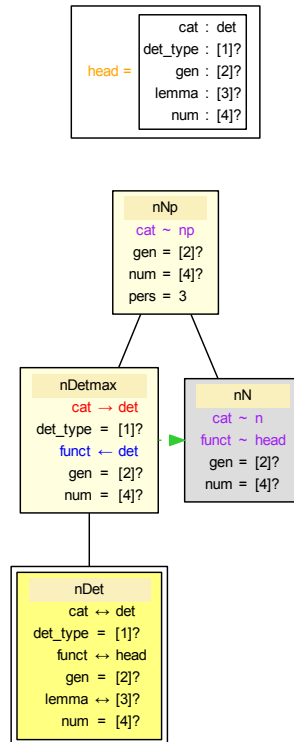 cat : det
det_type : [1]?
head =
gen : [2]?
lemma : [3]?
num : [4]?
nNp
cat ~ np
gen = [2]?
num = [4]?
pers = 3
nDetmax
cat → det
det_type = [1]?
funct ← det
gen = [2]?
num = [4]?
nN
cat ~ n
funct ~ head
gen = [2]?
num = [4]?
nDet
cat ↔ det
det_type = [1]?
funct ↔ head
gen = [2]?
lemma ↔ [3]?
num = [4]?